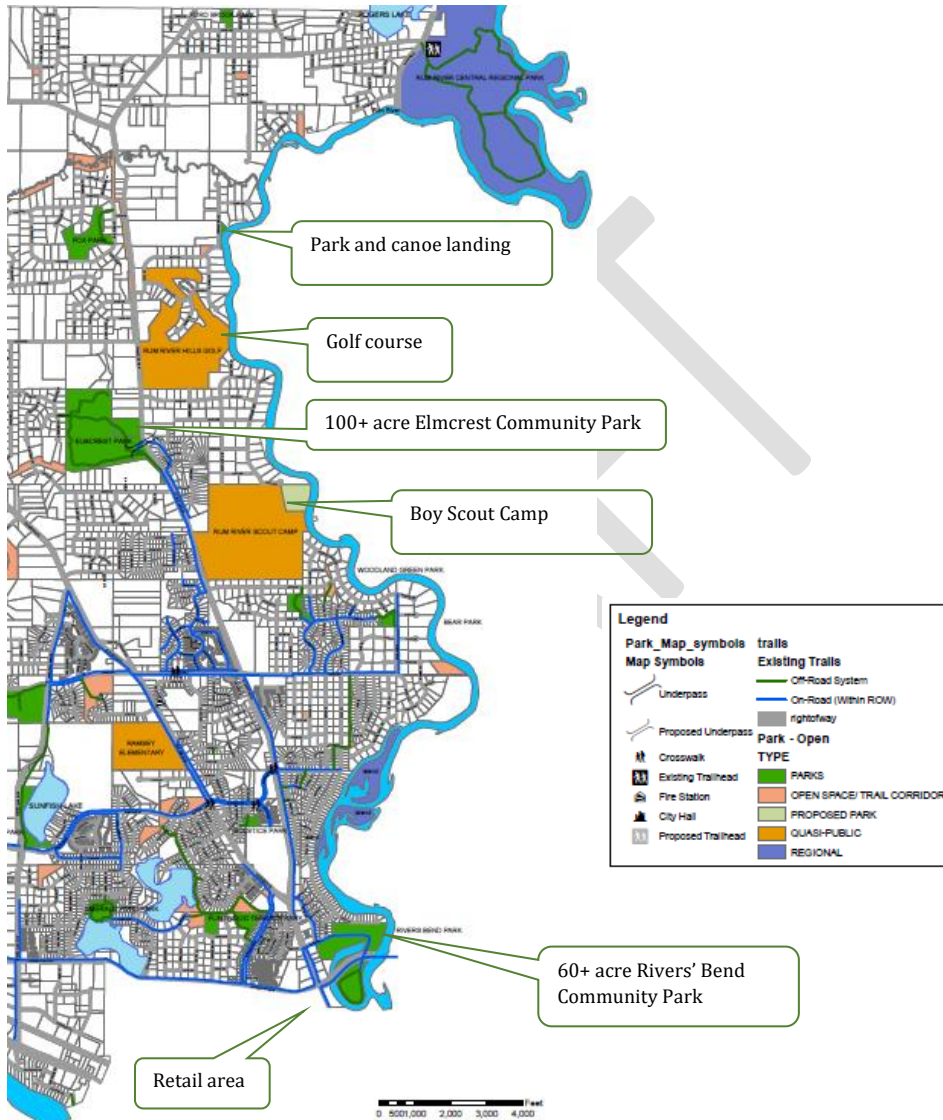 ROGERS LAKE
RUM RIVER CENTRAL REGIONAL PARK
Park and canoe landing
FOX PARK
Golf course
RUM RIVER HILLS GOLF
100+ acre Elmcrest Community Park
ELMCREST PARK
Boy Scout Camp
RUM RIVER SCOUT CAMP
WOODLAND GREEN PARK
BEAR PARK
RAMSEY
ELEMENTARY
SUNFISH LAKE
RIVERS BEND PARK
60+ acre Rivers’ Bend
Community Park
Retail area
Legend
Park_Map_symbols
Map Symbols
Underpass
Proposed Underpass
Crosswalk
Existing Trailhead
Fire Station
City Hall
Proposed Trailhead
trails
Existing Trails
Off-Road System
On-Road (Within ROW)
rightofway
Park - Open
TYPE
PARKS
OPEN SPACE/ TRAIL CORRIDOR
PROPOSED PARK
QUASI-PUBLIC
REGIONAL
Feet
0 5001,000 2,000 3,000 4,000